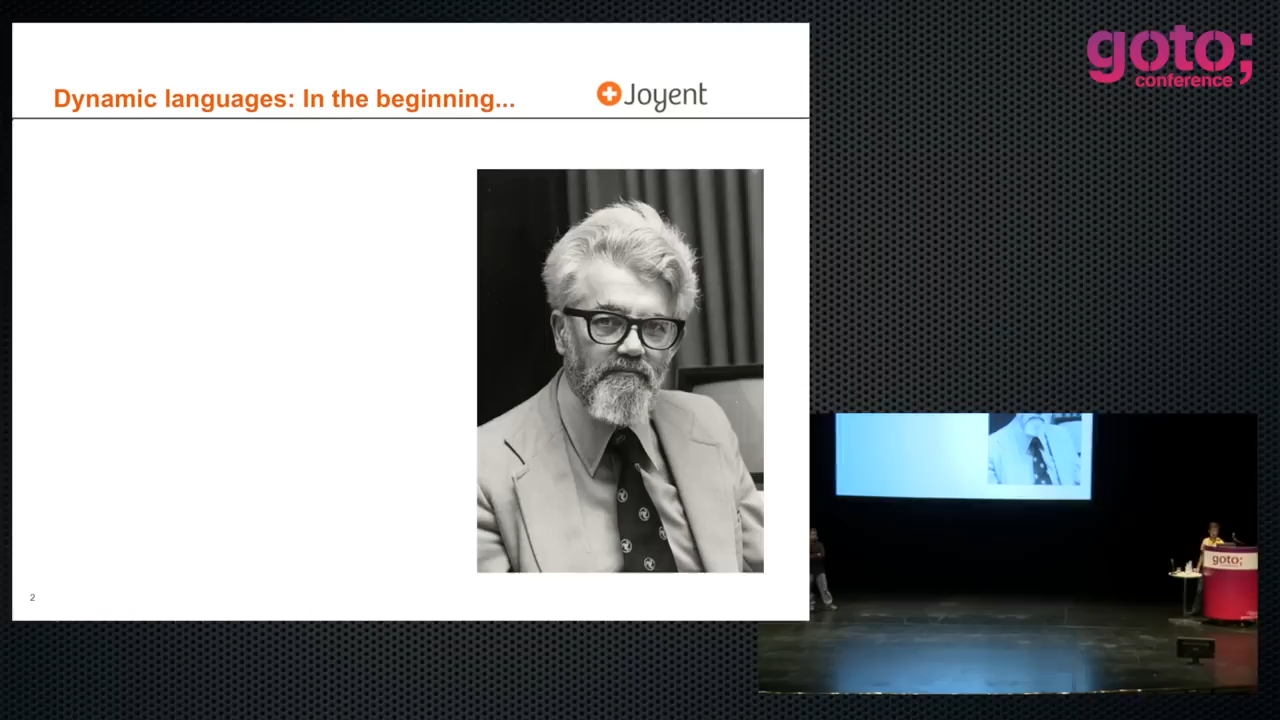 Dynamic languages: In the beginning...
Joyent
2
goto;
conference
goto;